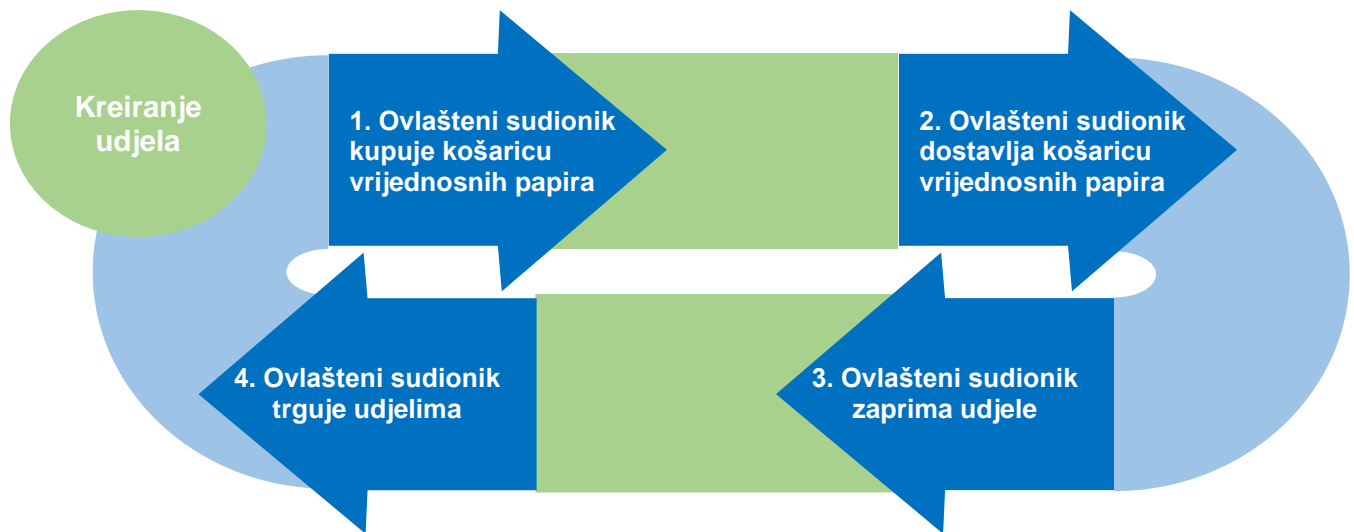 Kreiranje
udjela
1. Ovlašteni sudionik
kupuje košaricu
vrijednosnih papira
2. Ovlašteni sudionik
dostavlja košaricu
vrijednosnih papira
3. Ovlašteni sudionik
zaprima udjele
4. Ovlašteni sudionik
trguje udjelima